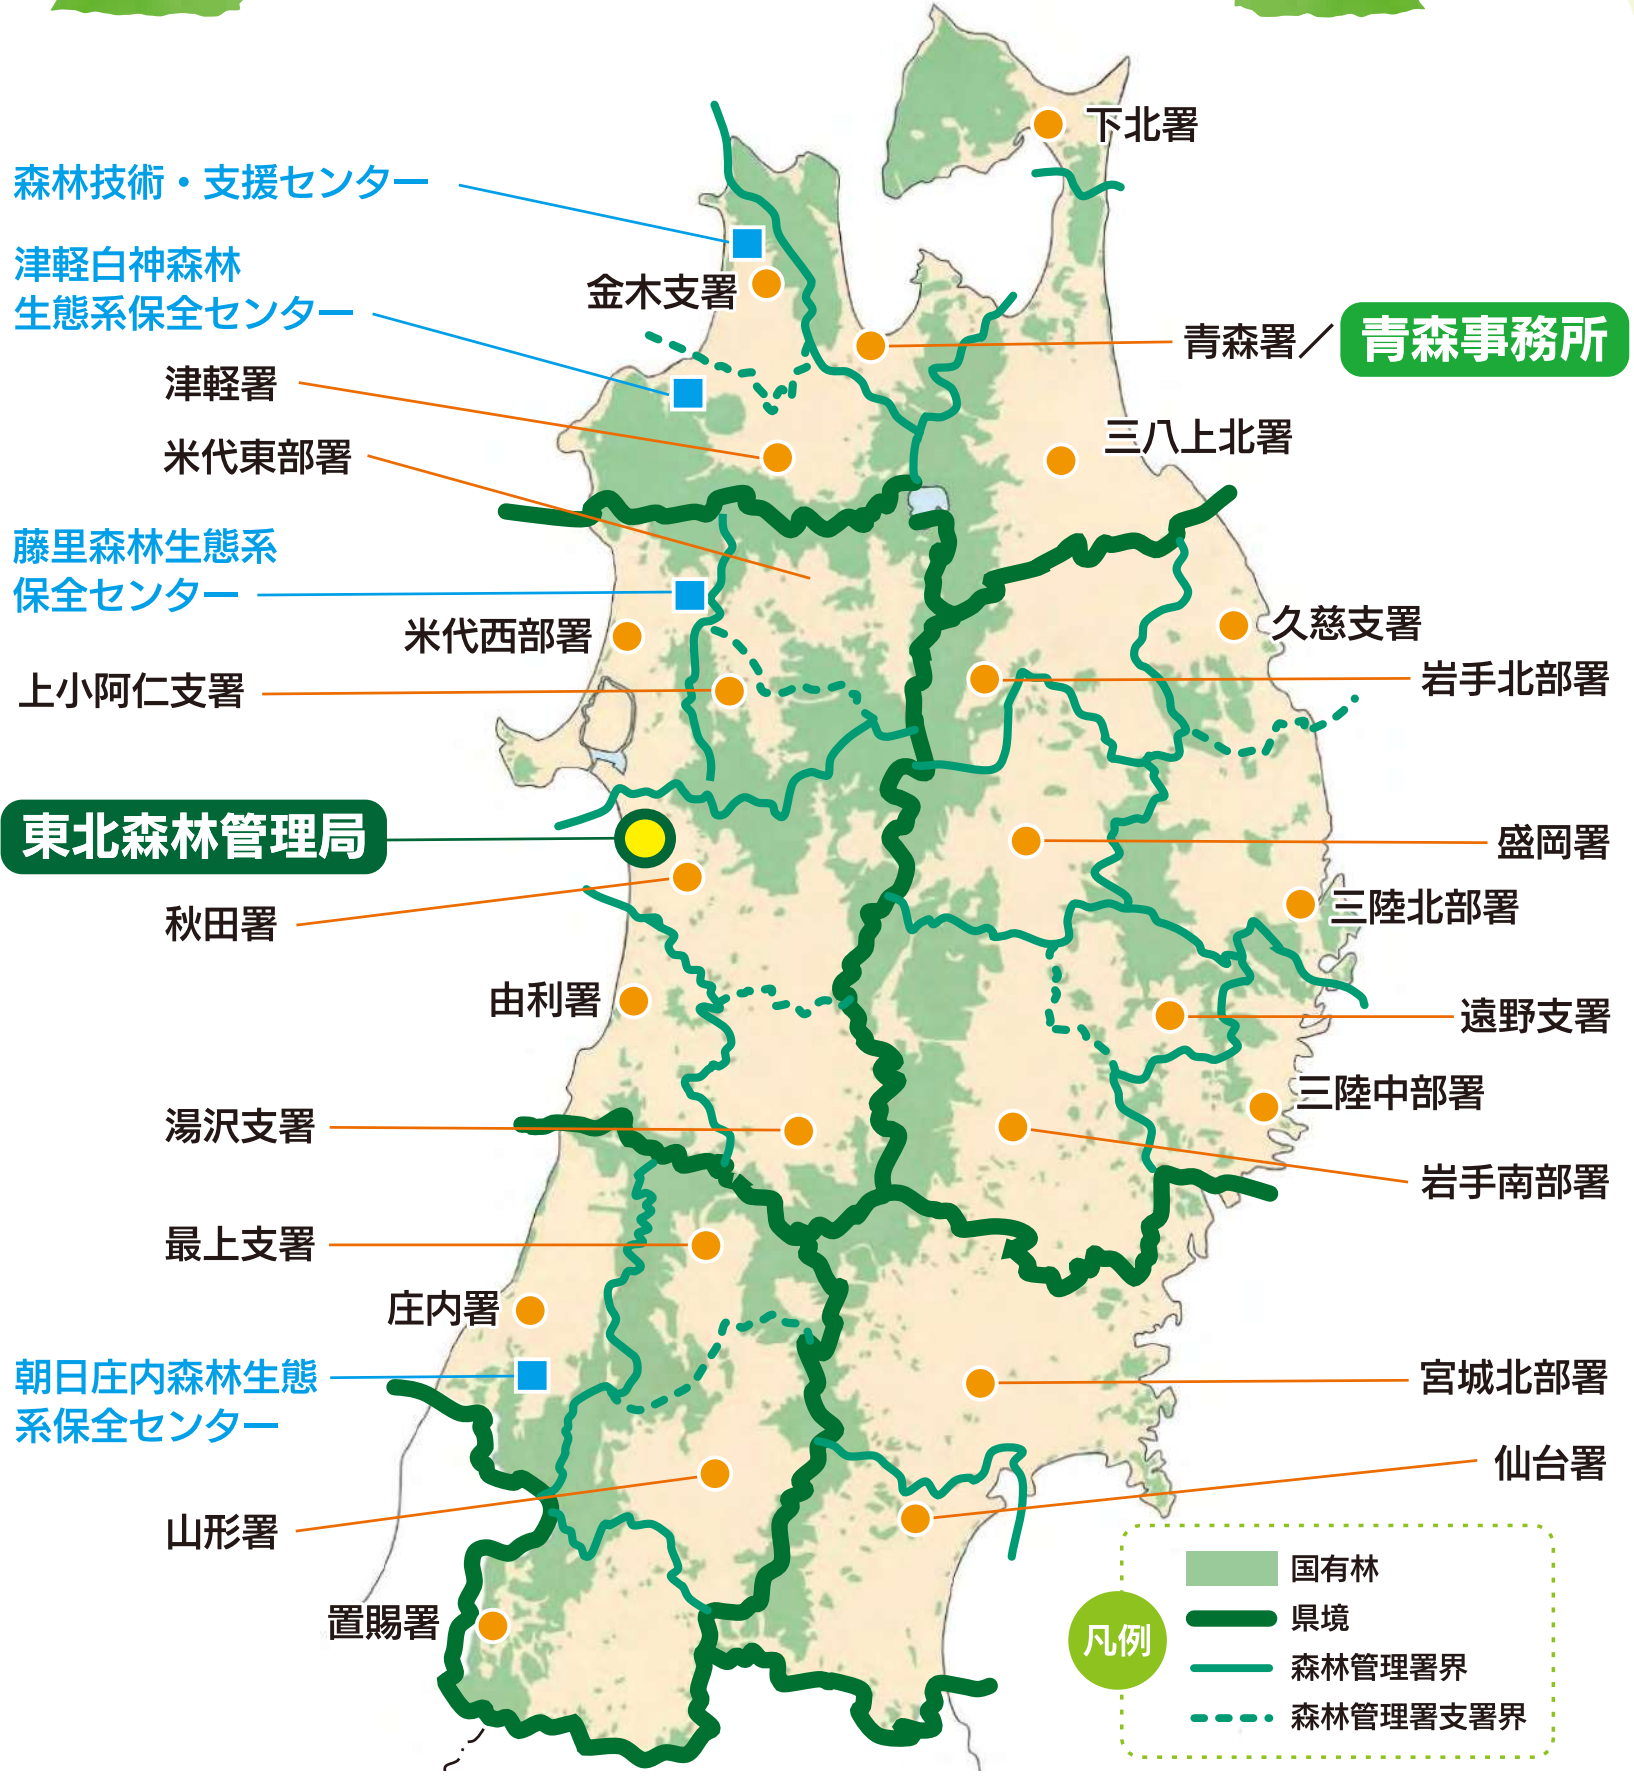 下北署
森林技術・支援センター
津軽白神森林
生態系保全センター
金木支署
青森署／青森事務所
津軽署
米代東部署
三八上北署
藤里森林生態系
保全センター
米代西部署
久慈支署
上小阿仁支署
岩手北部署
東北森林管理局
盛岡署
秋田署
三陸北部署
由利署
遠野支署
湯沢支署
三陸中部署
岩手南部署
最上支署
庄内署
朝日庄内森林生態
系保全センター
宮城北部署
仙台署
山形署
置賜署
凡例
国有林
県境
森林管理署界
森林管理署支署界